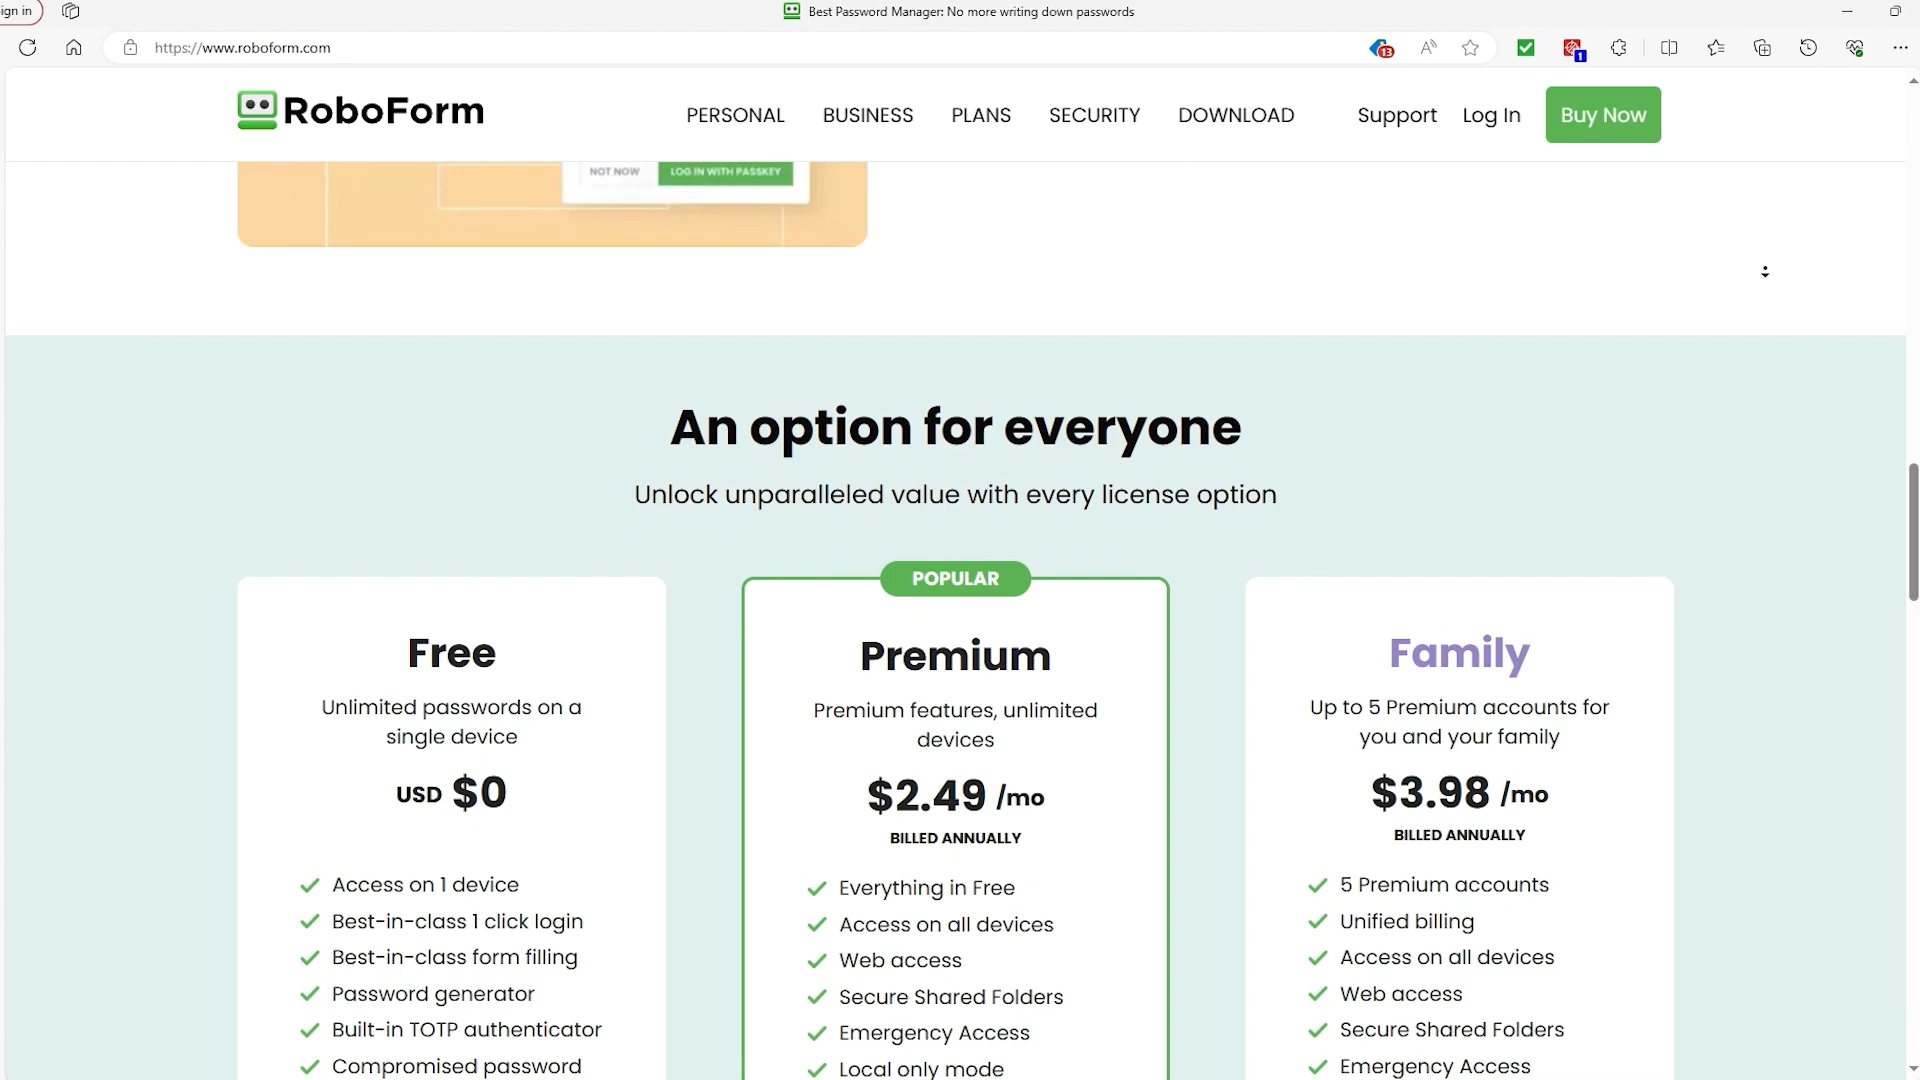 ign in
Best Password Manager: No more writing down passwords
https://www.roboform.com
13
A
1
RoboForm
PERSONAL
BUSINESS
PLANS
SECURITY
DOWNLOAD
Support
Log In
Buy Now
NOT NOW
LOG IN WITH PASSKEY
An option for everyone
Unlock unparalleled value with every license option
Free
Unlimited passwords on a
single device
USD $0
Access on 1 device
Best-in-class 1 click login
Best-in-class form filling
Password generator
Built-in TOTP authenticator
Compromised password
POPULAR
Premium
Premium features, unlimited
devices
$2.49 /mo
BILLED ANNUALLY
Everything in Free
Access on all devices
Web access
Secure Shared Folders
Emergency Access
Local only mode
Family
Up to 5 Premium accounts for
you and your family
$3.98 /mo
BILLED ANNUALLY
5 Premium accounts
Unified billing
Access on all devices
Web access
Secure Shared Folders
Emergency Access